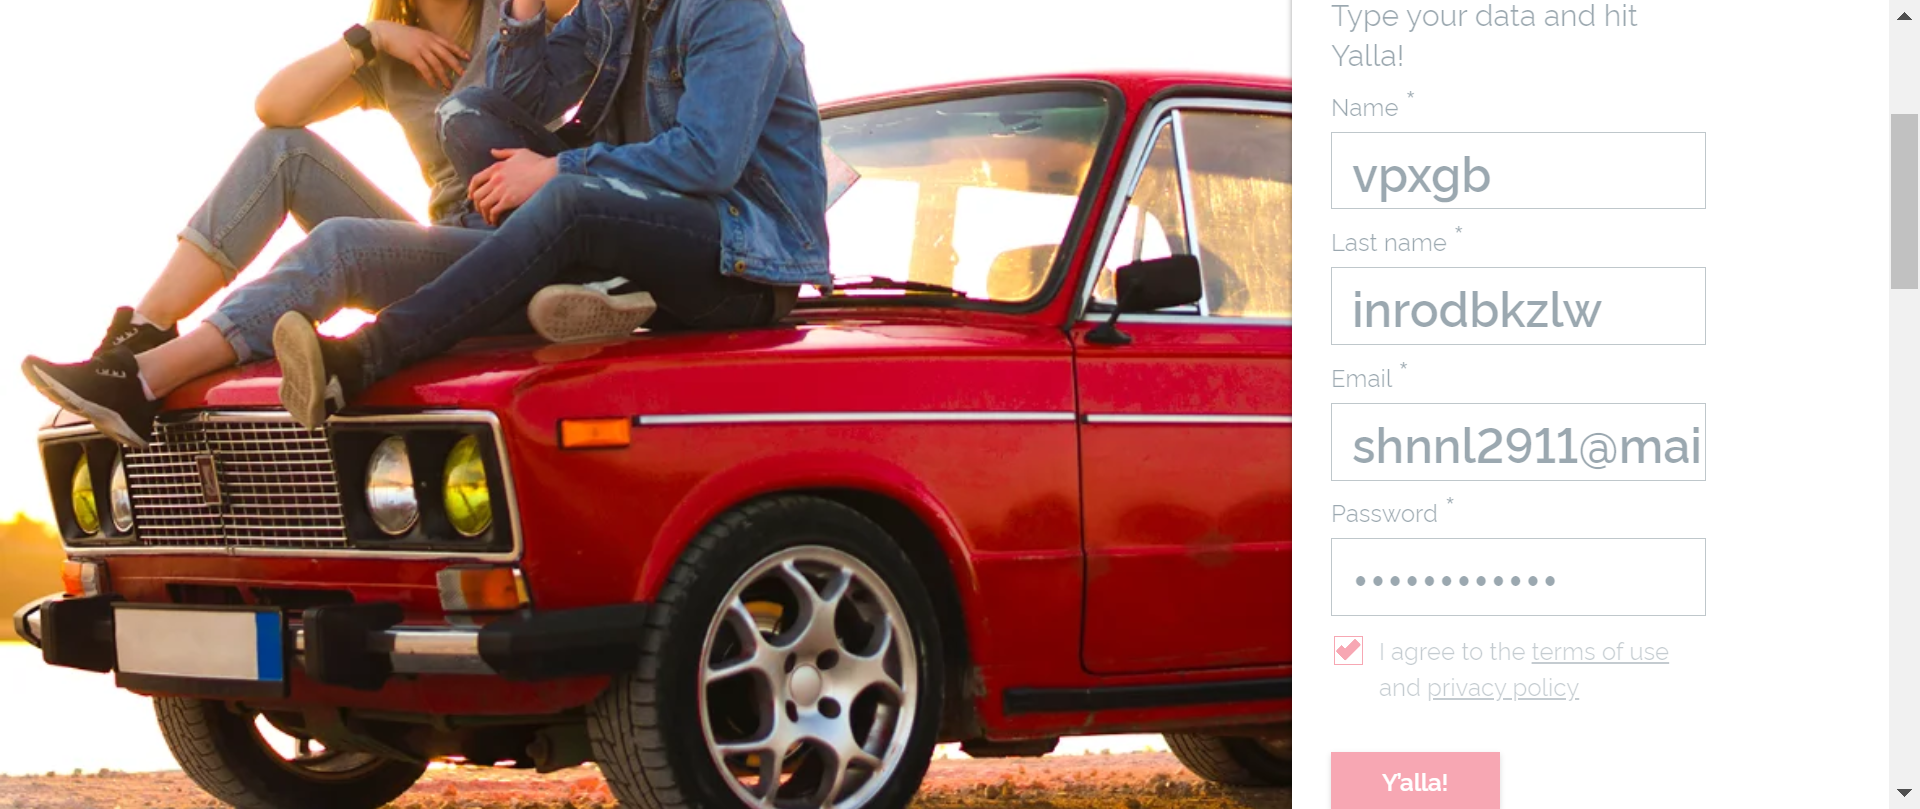 Type your data and hit
Yalla!
Name *
vpxgb
Last name *
inrodbkzlw
Email *
shnnl2911@mai
Password *
••••••••••••
I agree to the terms of use
and privacy policy
Y'alla!